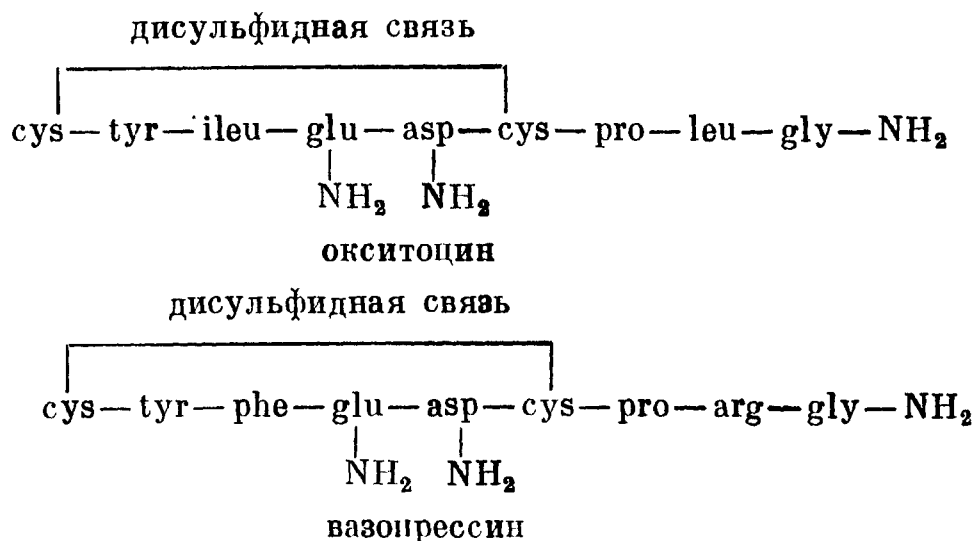 дисульфидная связь
cys—tyr—ileu—glu—asp—cys—pro—leu—gly—NH₂
NH₂ NH₂
окситоцин
дисульфидная связь
cys—tyr—phe—glu—asp—cys—pro—arg—gly—NH₂
NH₂ NH₂
вазопрессин